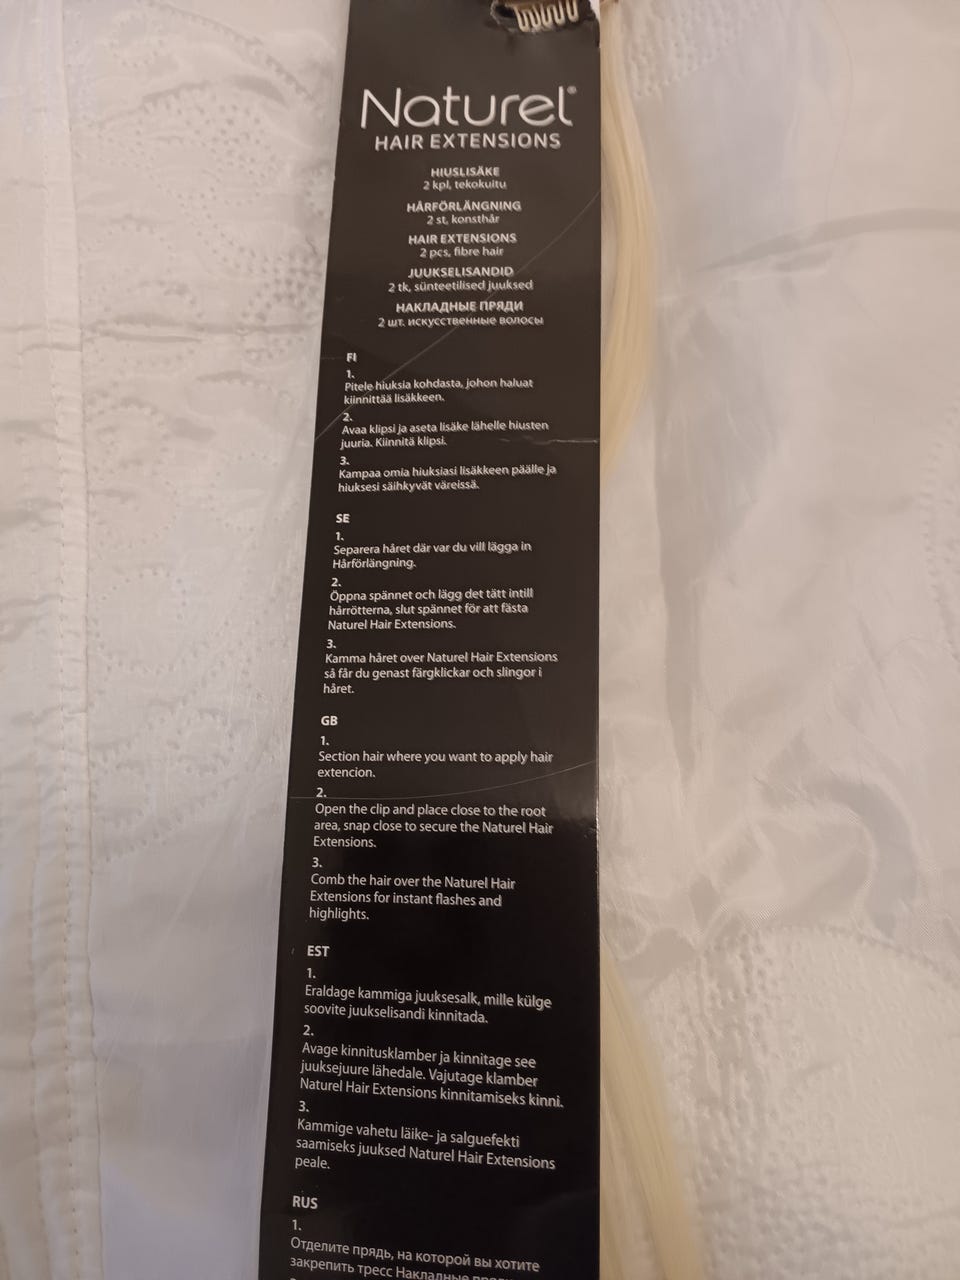 Naturel®
HAIR EXTENSIONS
HIUSLISÄKE
2 kpl, tekokuitu
HÅRFÖRLÄNGNING
2 st, konsthår
HAIR EXTENSIONS
2 pcs, fibre hair
JUUKSELISANDID
2 tk, sünteetilised juuksed
НАКЛАДНЫЕ ПРЯДИ
2 шт. искусственные волосы
FI
1.
Pitele hiuksia kohdasta, johon haluat
kiinnittää lisäkkeen.
2.
Avaa klipsi ja aseta lisäke lähelle hiusten
juuria. Kiinnitä klipsi.
3.
Kampaa omia hiuksiasi lisäkkeen päälle ja
hiuksesi säihkyvät väreissä.
SE
1.
Separera håret där var du vill lägga in
Hårförlängning.
2.
Öppna spännet och lägg det tätt intill
hårrötterna, slut spännet för att fästa
Naturel Hair Extensions.
3.
Kamma håret over Naturel Hair Extensions
så får du genast färgklickar och slingor i
håret.
GB
1.
Section hair where you want to apply hair
extencion.
2.
Open the clip and place close to the root
area, snap close to secure the Naturel Hair
Extensions.
3.
Comb the hair over the Naturel Hair
Extensions for instant flashes and
highlights.
EST
1.
Eraldage kammiga juuksesalk, mille külge
soovite juukselisandi kinnitada.
2.
Avage kinnitusklamber ja kinnitage see
juuksejuure lähedale. Vajutage klamber
Naturel Hair Extensions kinnitamiseks kinni.
3.
Kammige vahetu läike- ja salguefekti
saamiseks juuksed Naturel Hair Extensions
peale.
RUS
1.
Отделите прядь, на которой вы хотите
закрепить тресс Накладные